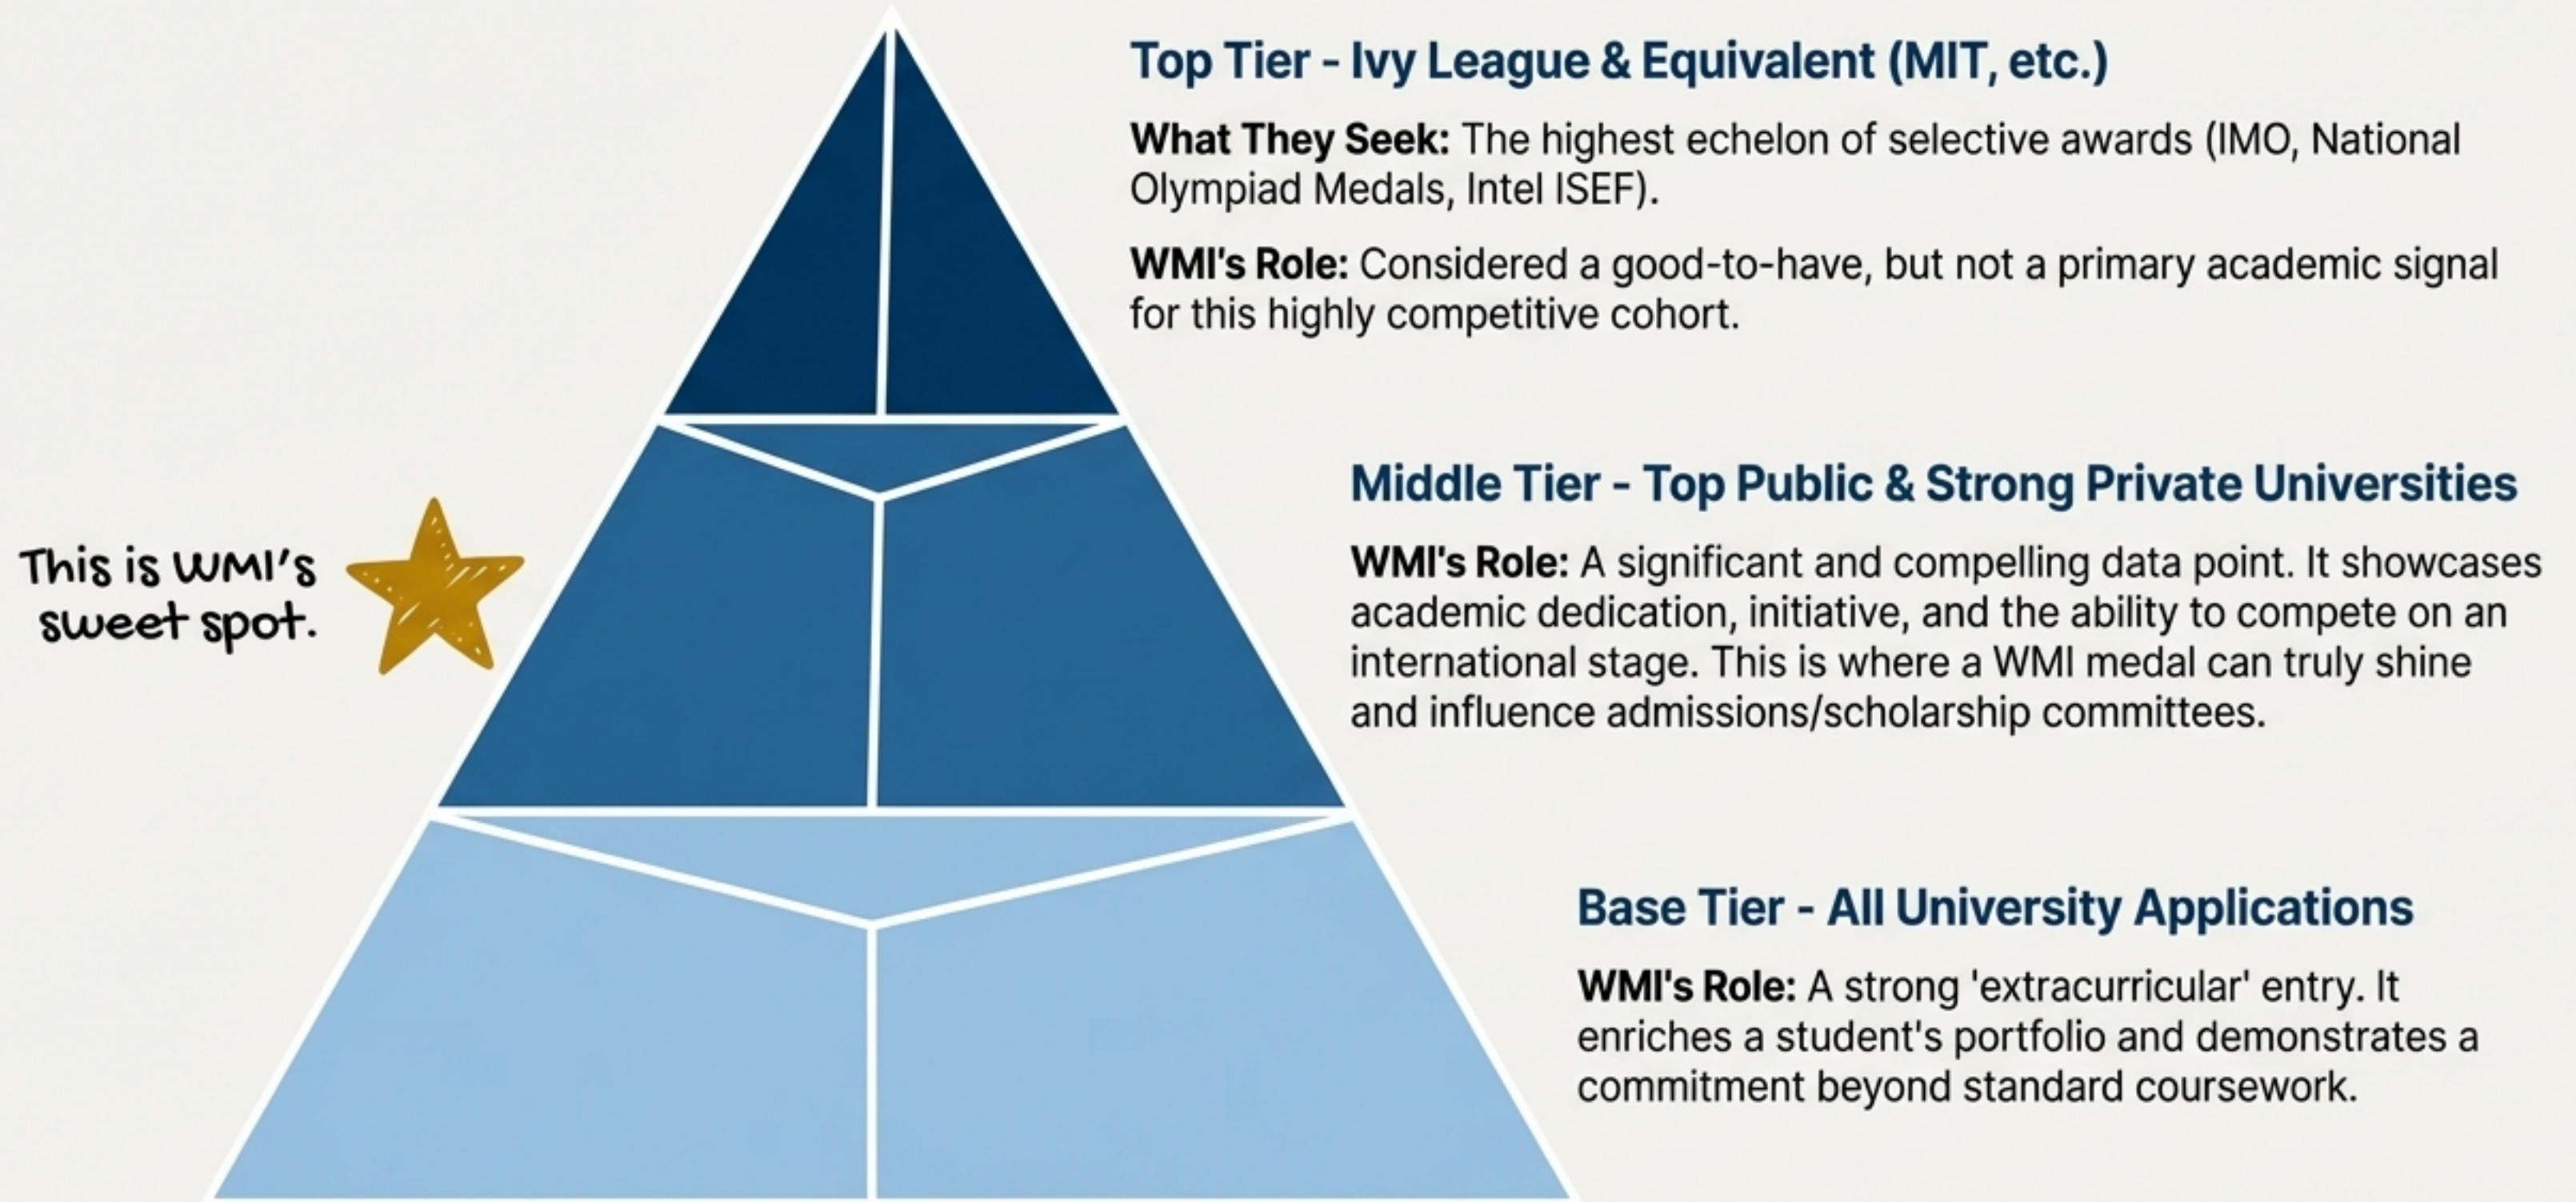 Top Tier - Ivy League & Equivalent (MIT, etc.)
What They Seek: The highest echelon of selective awards (IMO, National
Olympiad Medals, Intel ISEF).
WMI's Role: Considered a good-to-have, but not a primary academic signal
for this highly competitive cohort.
This is WMI's
sweet spot.
Middle Tier - Top Public & Strong Private Universities
WMI's Role: A significant and compelling data point. It showcases
academic dedication, initiative, and the ability to compete on an
international stage. This is where a WMI medal can truly shine
and influence admissions/scholarship committees.
Base Tier - All University Applications
WMI's Role: A strong 'extracurricular' entry. It
enriches a student's portfolio and demonstrates a
commitment beyond standard coursework.